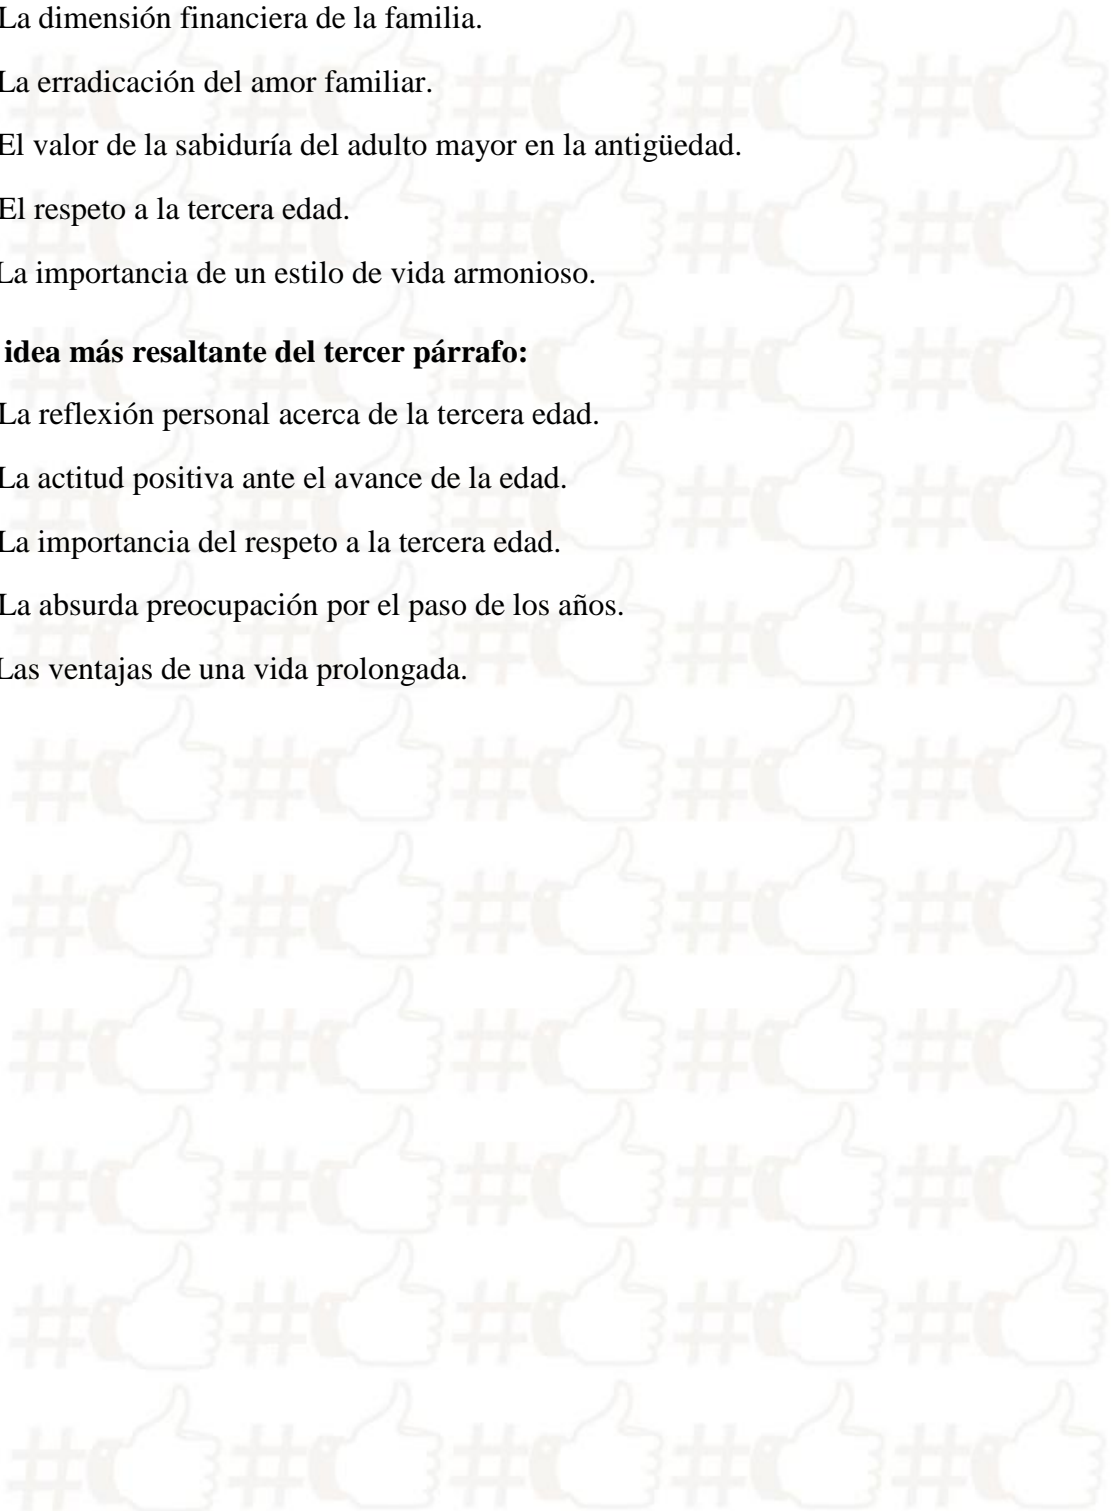 La dimensión financiera de la familia.
La erradicación del amor familiar.
El valor de la sabiduría del adulto mayor en la antigüedad.
El respeto a la tercera edad.
La importancia de un estilo de vida armonioso.
idea más resaltante del tercer párrafo:
La reflexión personal acerca de la tercera edad.
La actitud positiva ante el avance de la edad.
La importancia del respeto a la tercera edad.
La absurda preocupación por el paso de los años.
Las ventajas de una vida prolongada.